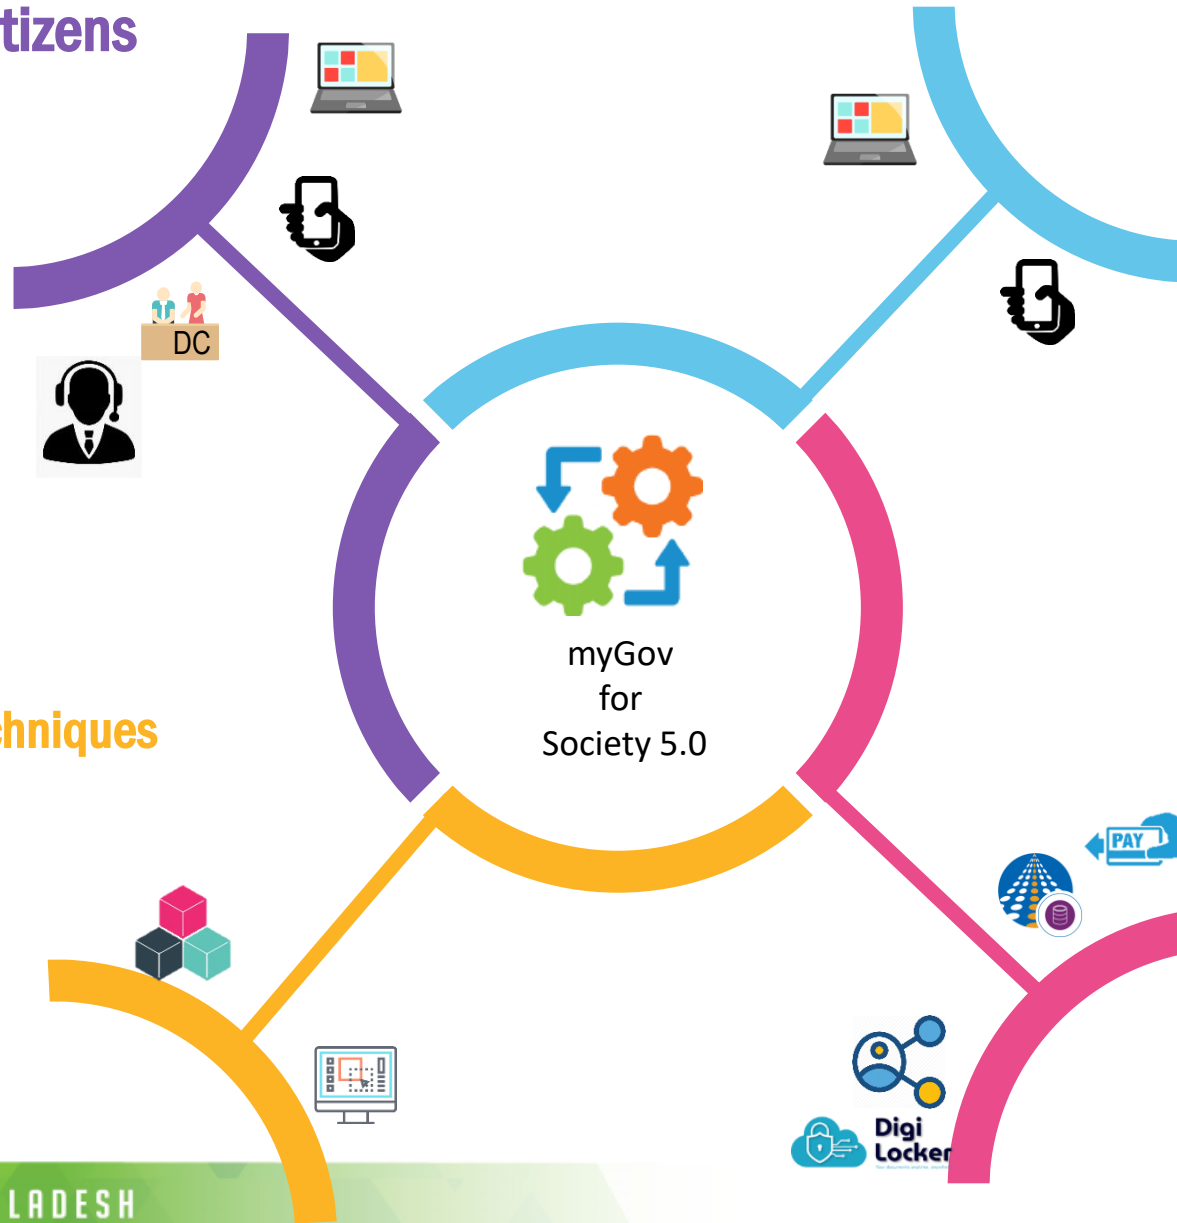 tizens
DC
myGov
for
Society 5.0
hniques
PAY
Digi
Locker
LADESH